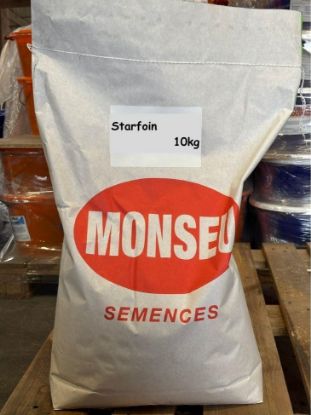 Starfoin
10kg
MONSEU
SEMENCES